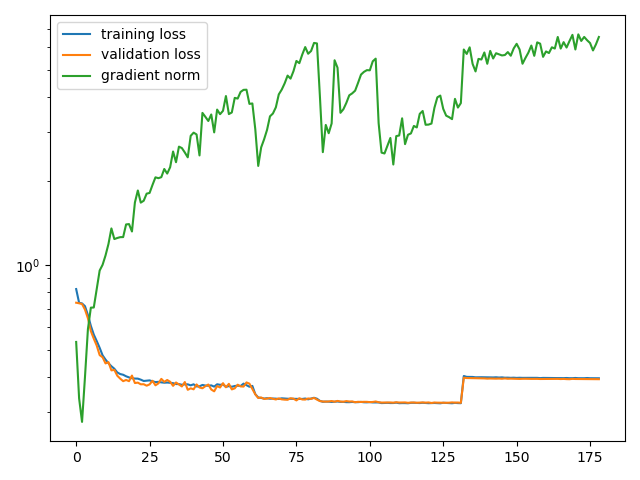 training loss
validation loss
gradient norm
10⁰
0 25 50 75 100 125 150 175